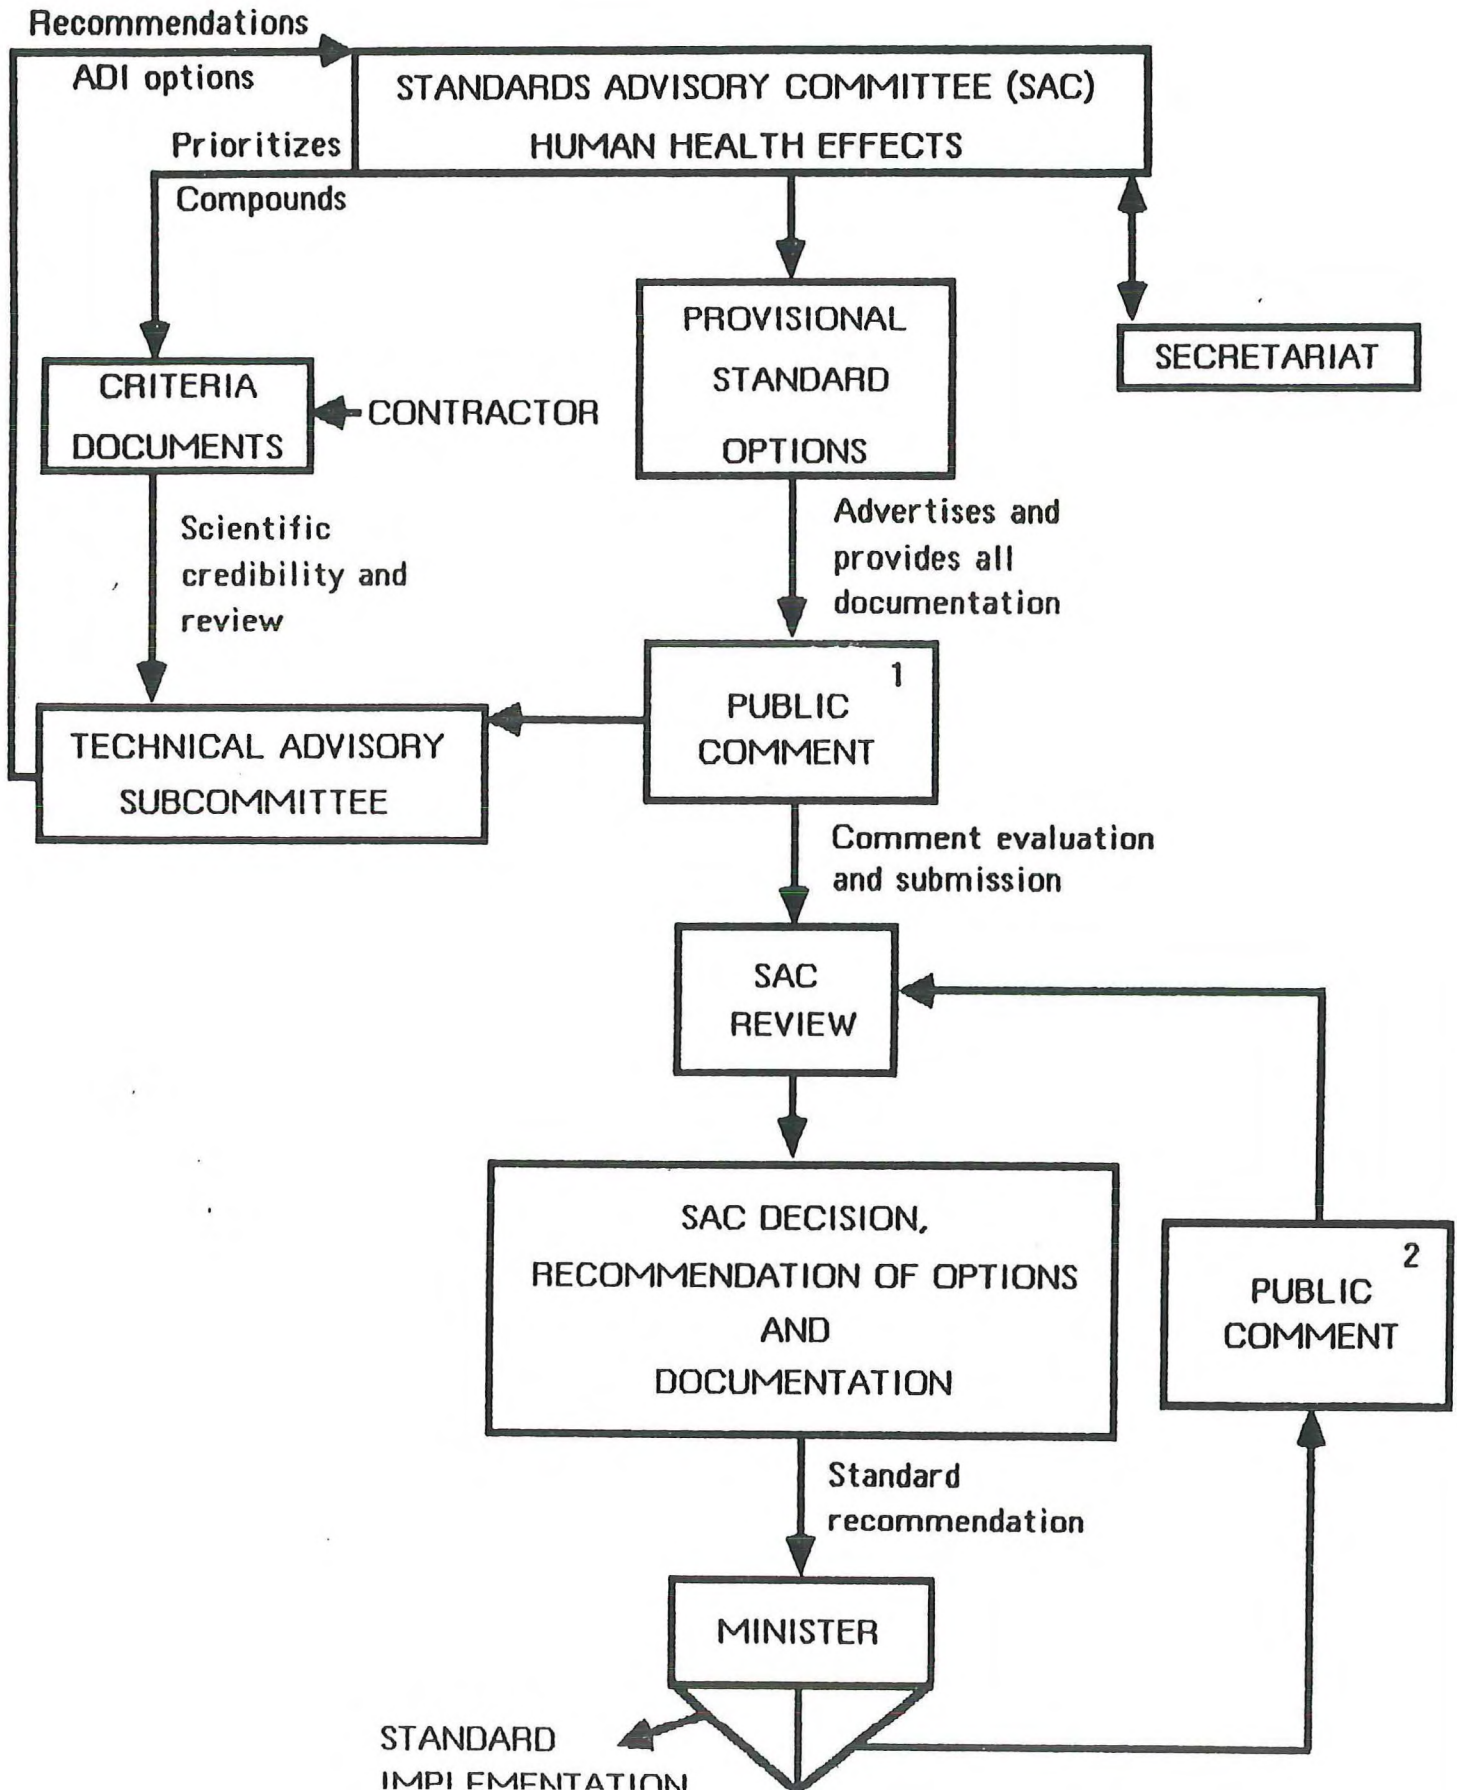 Recommendations
ADI options
STANDARDS ADVISORY COMMITTEE (SAC)
HUMAN HEALTH EFFECTS
Prioritizes
Compounds
PROVISIONAL
STANDARD
OPTIONS
SECRETARIAT
CRITERIA
DOCUMENTS
CONTRACTOR
Scientific
credibility and
review
Advertises and
provides all
documentation
1
PUBLIC
COMMENT
TECHNICAL ADVISORY
SUBCOMMITTEE
Comment evaluation
and submission
SAC
REVIEW
SAC DECISION,
RECOMMENDATION OF OPTIONS
AND
DOCUMENTATION
2
PUBLIC
COMMENT
Standard
recommendation
MINISTER
STANDARD
IMPLEMENTATION